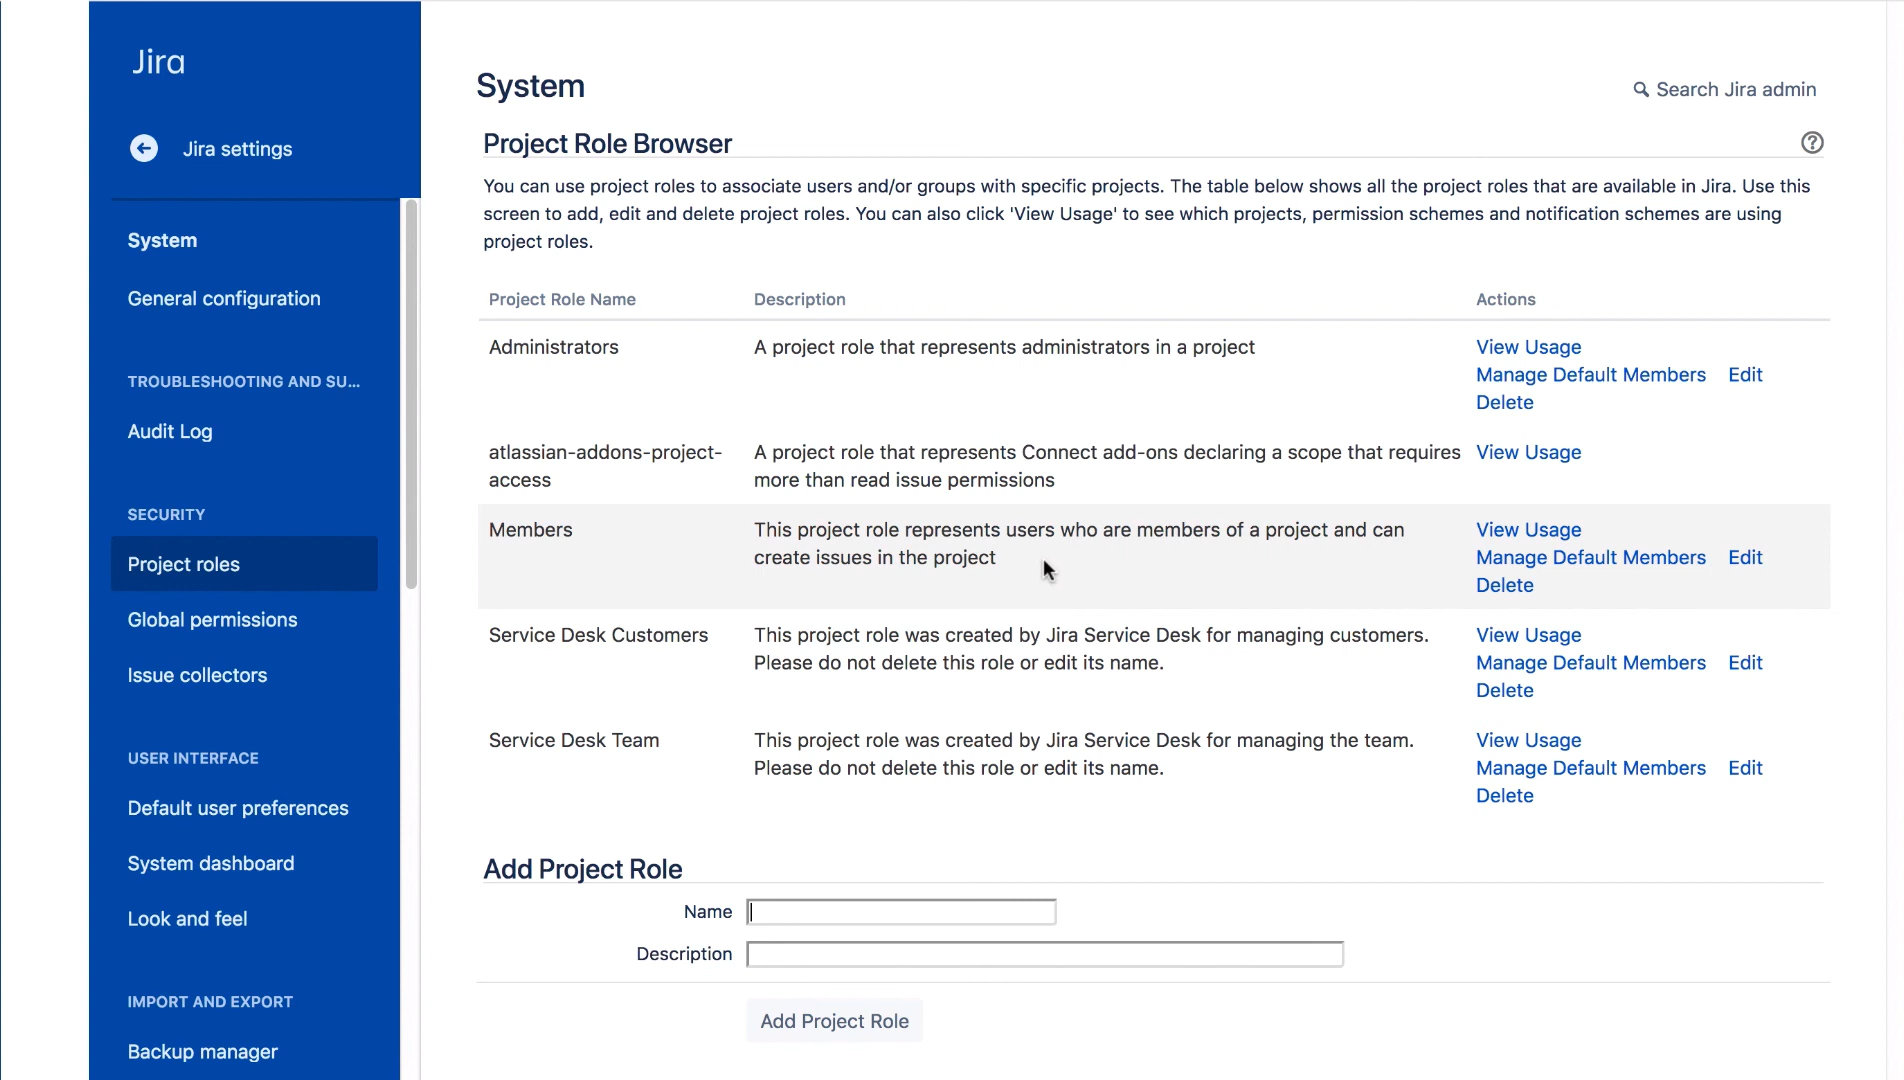 Jira
Jira settings
System
General configuration
TROUBLESHOOTING AND SU...
Audit Log
SECURITY
Project roles
Global permissions
Issue collectors
USER INTERFACE
Default user preferences
System dashboard
Look and feel
IMPORT AND EXPORT
Backup manager
System
Search Jira admin
Project Role Browser
You can use project roles to associate users and/or groups with specific projects. The table below shows all the project roles that are available in Jira. Use this
screen to add, edit and delete project roles. You can also click 'View Usage' to see which projects, permission schemes and notification schemes are using
project roles.
Project Role Name Description Actions
Administrators A project role that represents administrators in a project View Usage
Manage Default Members Edit
Delete
atlassian-addons-project- A project role that represents Connect add-ons declaring a scope that requires View Usage
access more than read issue permissions
Members This project role represents users who are members of a project and can View Usage
create issues in the project Manage Default Members Edit
Delete
Service Desk Customers This project role was created by Jira Service Desk for managing customers. View Usage
Please do not delete this role or edit its name. Manage Default Members Edit
Delete
Service Desk Team This project role was created by Jira Service Desk for managing the team. View Usage
Please do not delete this role or edit its name. Manage Default Members Edit
Delete
Add Project Role
Name
Description
Add Project Role